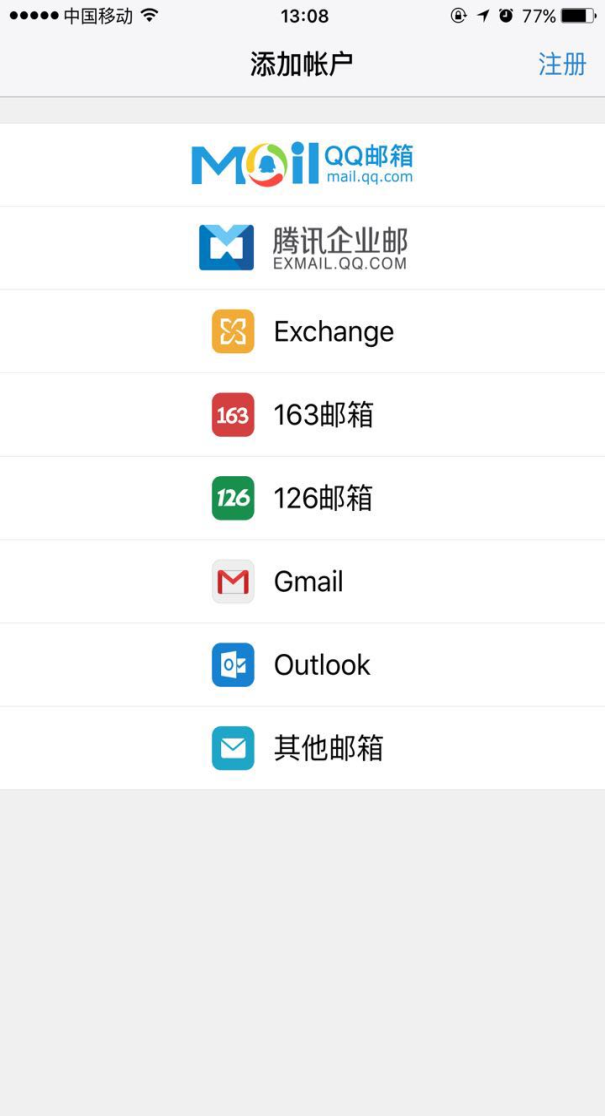 中国移动 13:08 77%
添加帐户 注册
Mail QQ邮箱
mail.qq.com
腾讯企业邮
EXMAIL.QQ.COM
Exchange
163 163邮箱
126 126邮箱
Gmail
Outlook
其他邮箱